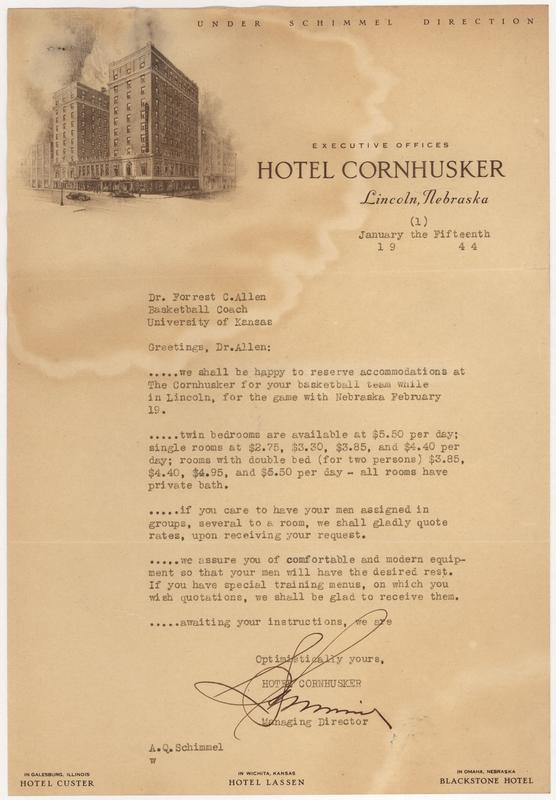 UNDER SCHIMMEL DIRECTION
EXECUTIVE OFFICES
HOTEL CORNHUSKER
Lincoln, Nebraska
(1)
January the Fifteenth
19 44
Dr. Forrest C.Allen
Basketball Coach
University of Kansas
Greetings, Dr.Allen:
.....we shall be happy to reserve accommodations at
The Cornhusker for your basketball team while
in Lincoln, for the game with Nebraska February
19.
.....twin bedrooms are available at $5.50 per day;
single rooms at $2.75, $3.30, $3.85, and $4.40 per
day; rooms with double bed (for two persons) $3.85,
$4.40, $4.95, and $5.50 per day - all rooms have
private bath.
.....if you care to have your men assigned in
groups, several to a room, we shall gladly quote
rates, upon receiving your request.
.....we assure you of comfortable and modern equip-
ment so that your men will have the desired rest.
If you have special training menus, on which you
wish quotations, we shall be glad to receive them.
.....awaiting your instructions, we are
Optimistically yours,
HOTEL CORNHUSKER
Schimmel
Managing Director
A.Q.Schimmel
w
IN GALESBURG, ILLINOIS
HOTEL CUSTER
IN WICHITA, KANSAS
HOTEL LASSEN
IN OMAHA, NEBRASKA
BLACKSTONE HOTEL